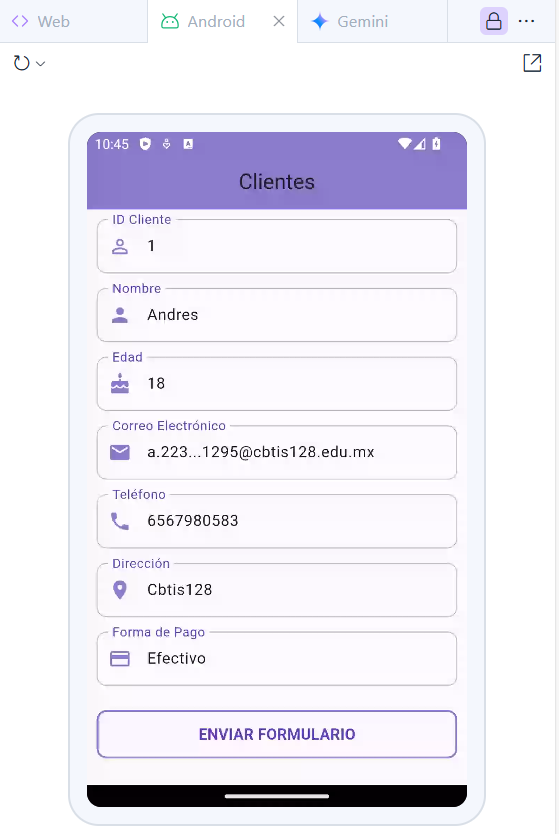 Web
Android
Gemini
10:45
Clientes
ID Cliente
1
Nombre
Andres
Edad
18
Correo Electrónico
a.223...1295@cbtis128.edu.mx
Teléfono
6567980583
Dirección
Cbtis128
Forma de Pago
Efectivo
ENVIAR FORMULARIO